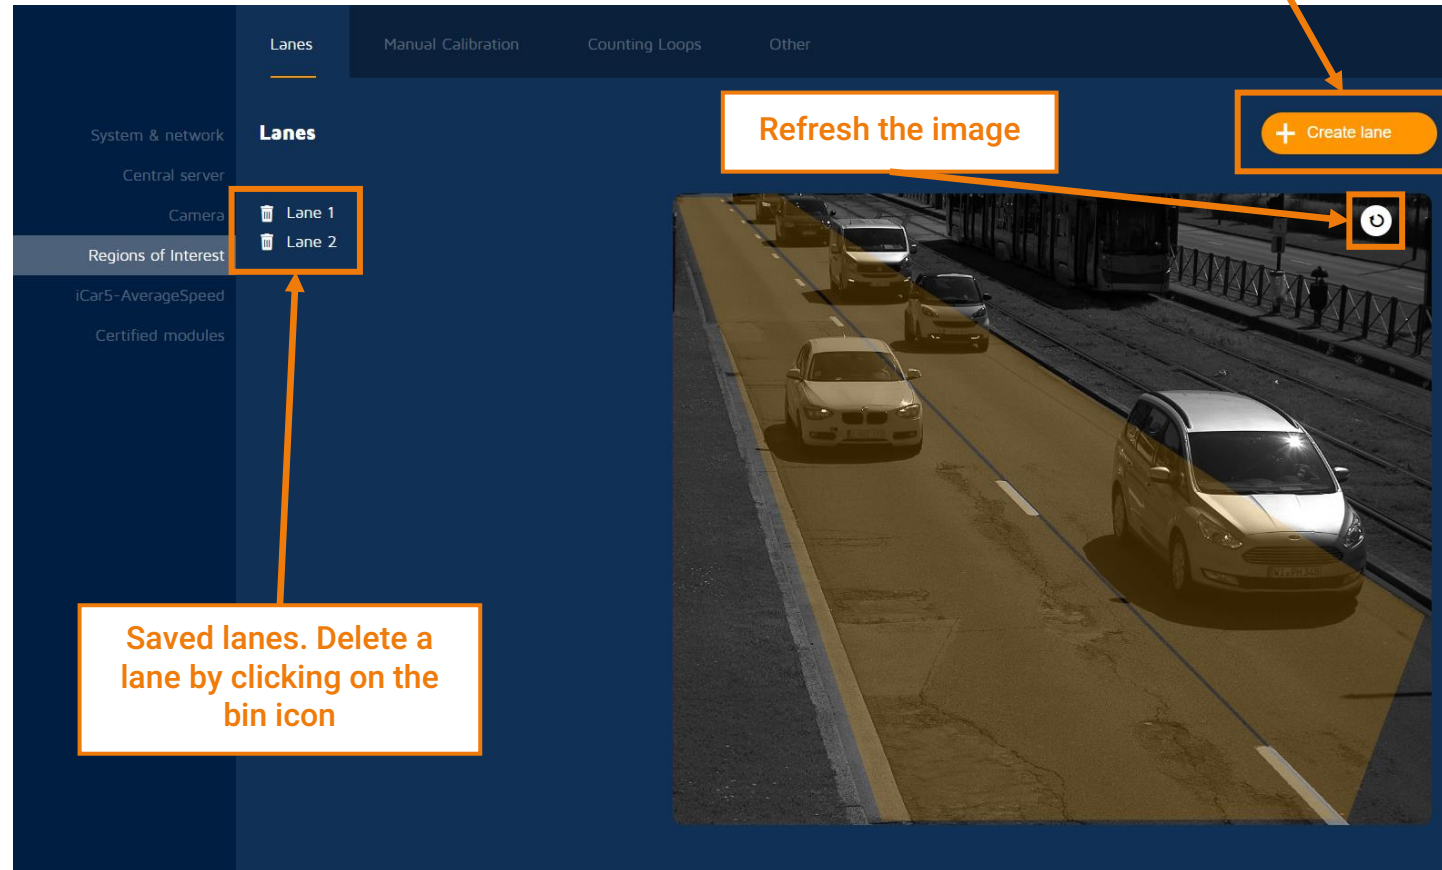 Lanes
Manual Calibration
Counting Loops
Other
System & network
Central server
Camera
Regions of Interest
iCar5-AverageSpeed
Certified modules
Lanes
Lane 1
Lane 2
Refresh the image
Create lane
Saved lanes. Delete a
lane by clicking on the
bin icon